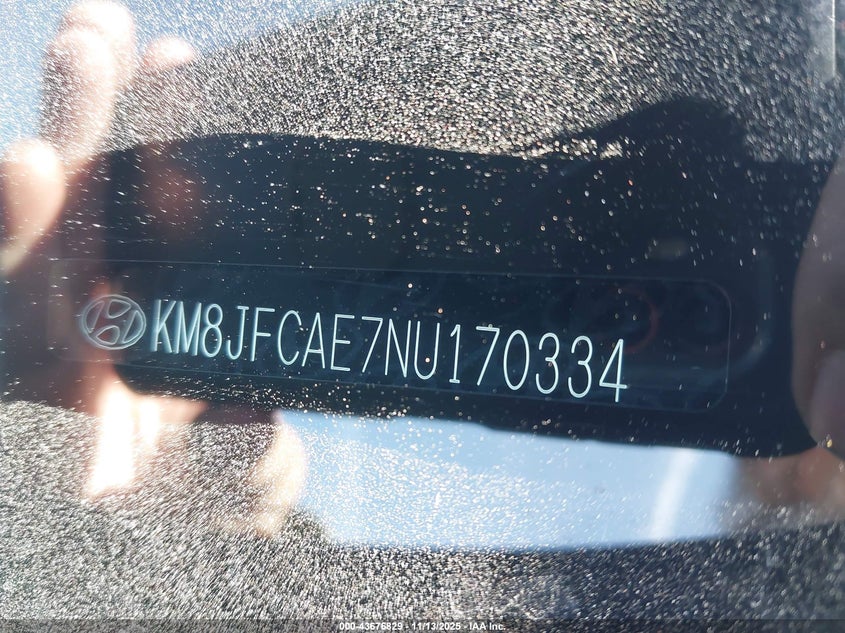 KM8JFCAE7NU170334
000-43676829 - 11/13/2025 - IAA Inc.